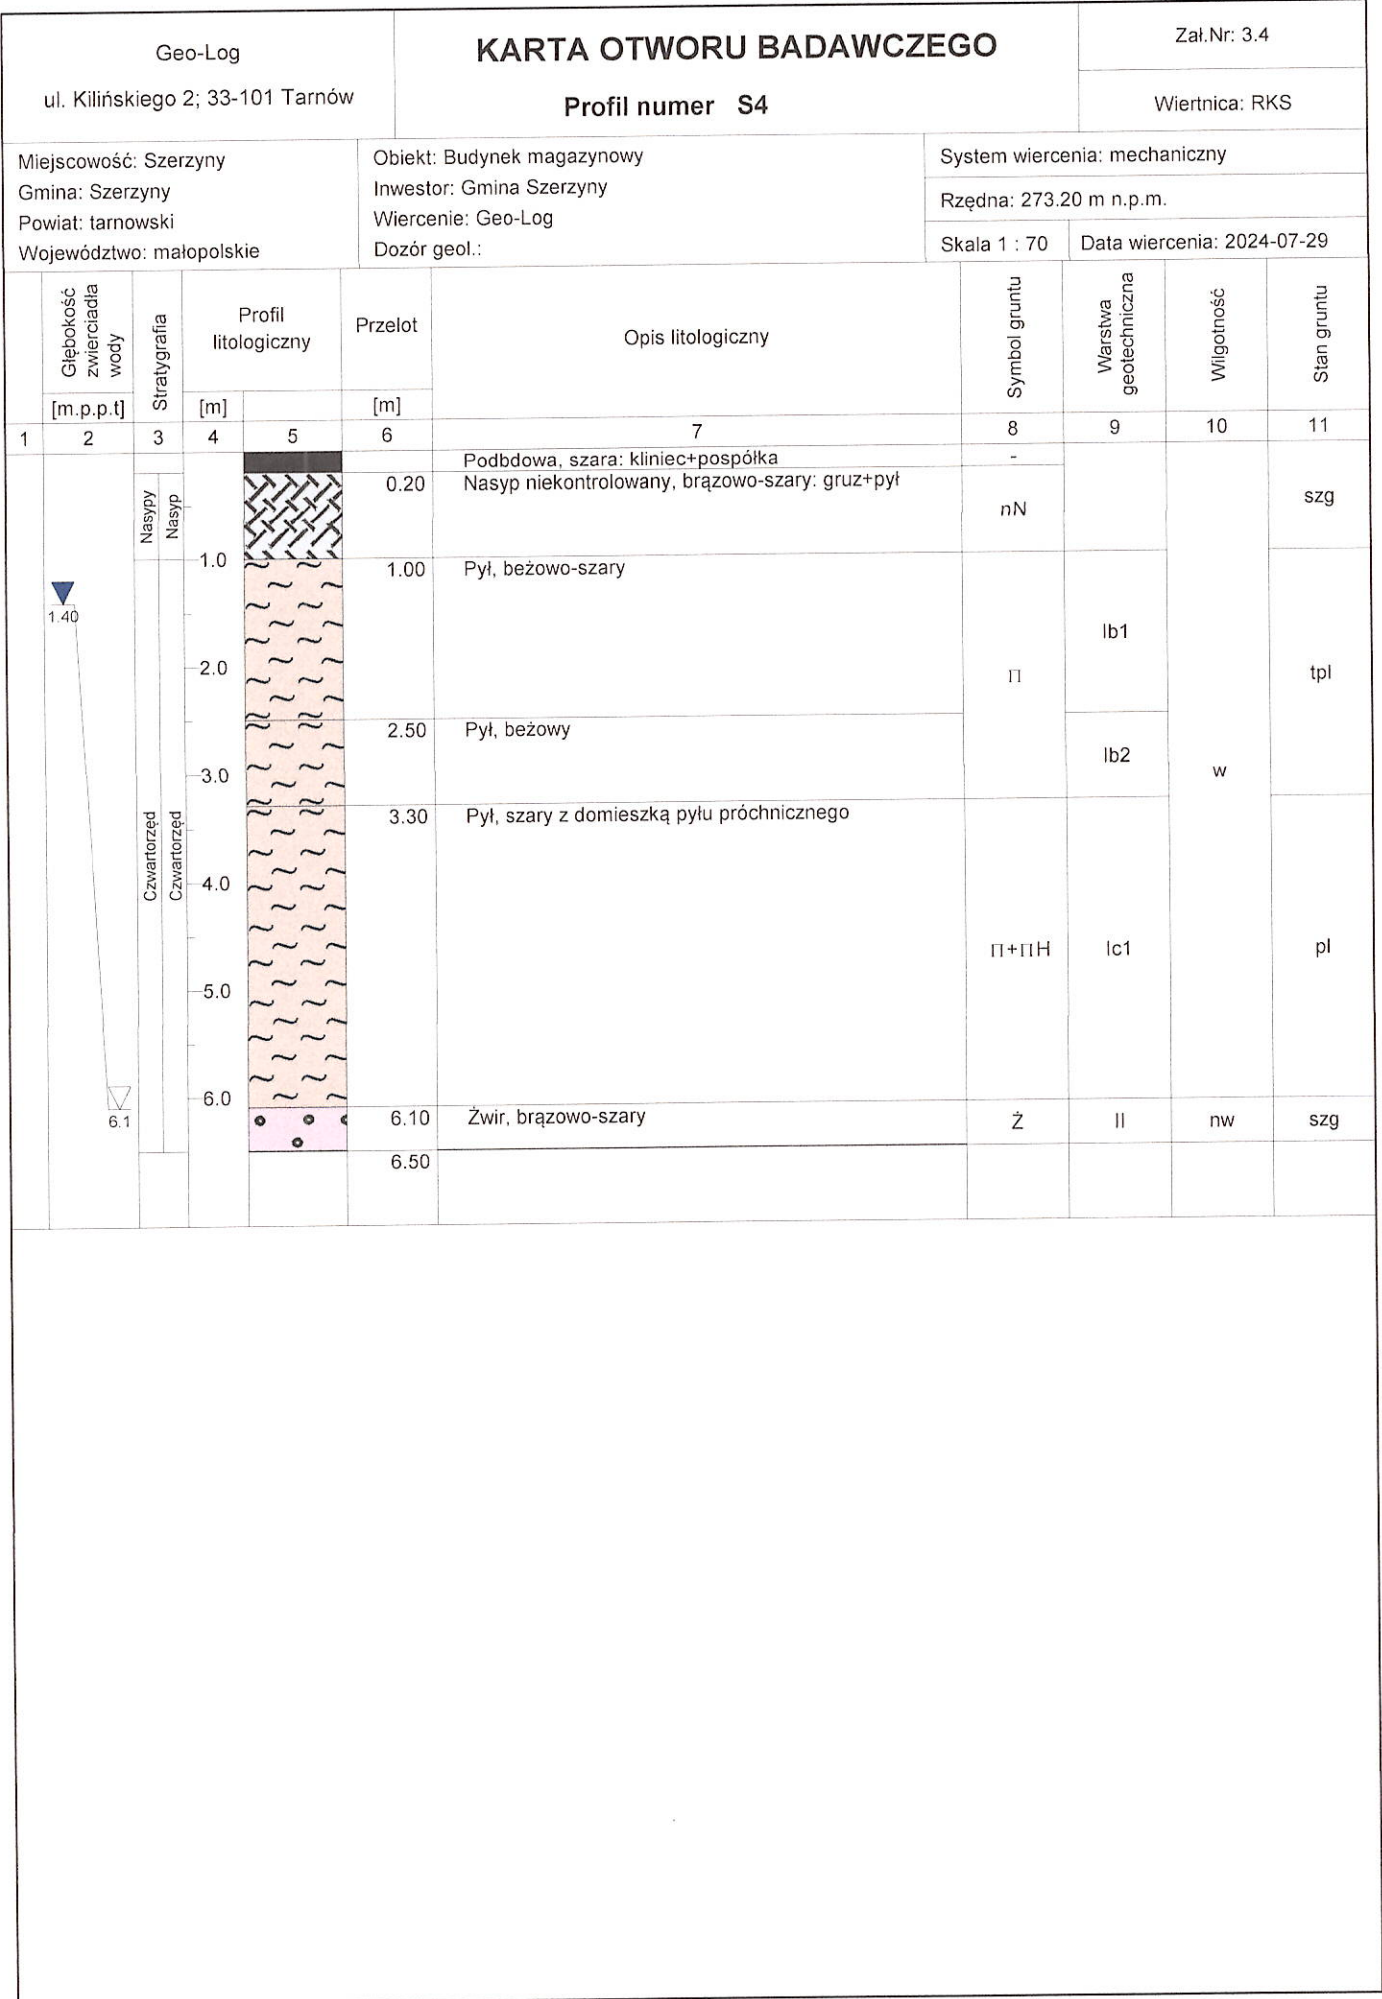 Geo-Log
ul. Kilińskiego 2; 33-101 Tarnów
KARTA OTWORU BADAWCZEGO
Profil numer S4
Zał.Nr: 3.4
Wiertnica: RKS
Miejscowość: Szerzyny
Gmina: Szerzyny
Powiat: tarnowski
Województwo: małopolskie
Obiekt: Budynek magazynowy
Inwestor: Gmina Szerzyny
Wiercenie: Geo-Log
Dozór geol.:
System wiercenia: mechaniczny
Rzędna: 273.20 m n.p.m.
Skala 1 : 70 Data wiercenia: 2024-07-29
Głębokość
zwierciadła
wody
[m.p.p.t]
Stratygrafia
Profil
litologiczny
[m]
Przelot
[m]
Opis litologiczny
Symbol gruntu
Warstwa
geotechniczna
Wilgotność
Stan gruntu
1 2 3 4 5 6 7 8 9 10 11
Podbdowa, szara: kliniec+pospółka -
0.20 Nasyp niekontrolowany, brązowo-szary: gruz+pył
Nasypy
Nasyp
nN
szg
1.0
1.00 Pył, beżowo-szary
1.40
Ib1
2.0
Π
tpl
2.50 Pył, beżowy
Ib2
3.0
w
3.30 Pył, szary z domieszką pyłu próchnicznego
Czwartorzęd
Czwartorzęd
4.0
Π+ΠH Ic1 pl
5.0
6.0
6.1
6.10 Żwir, brązowo-szary Ż II nw szg
6.50